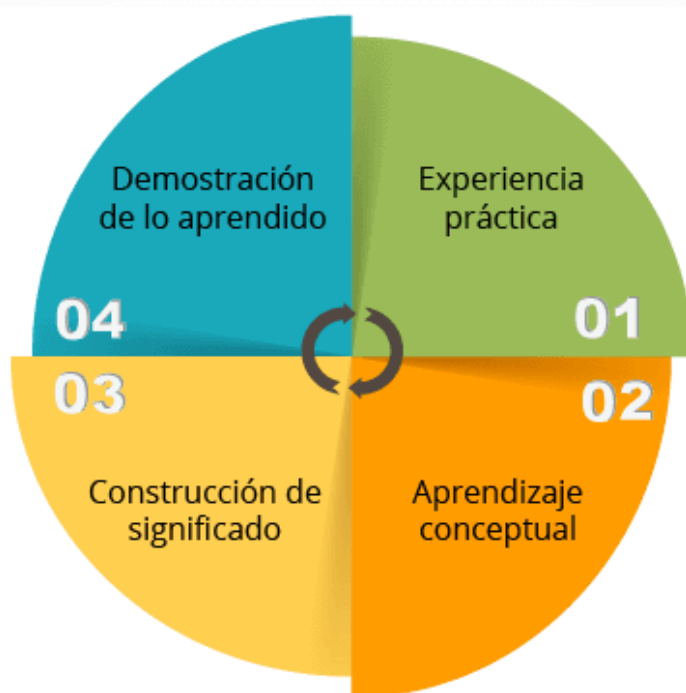 Demostración
de lo aprendido
04
Experiencia
práctica
01
03
Construcción de
significado
02
Aprendizaje
conceptual